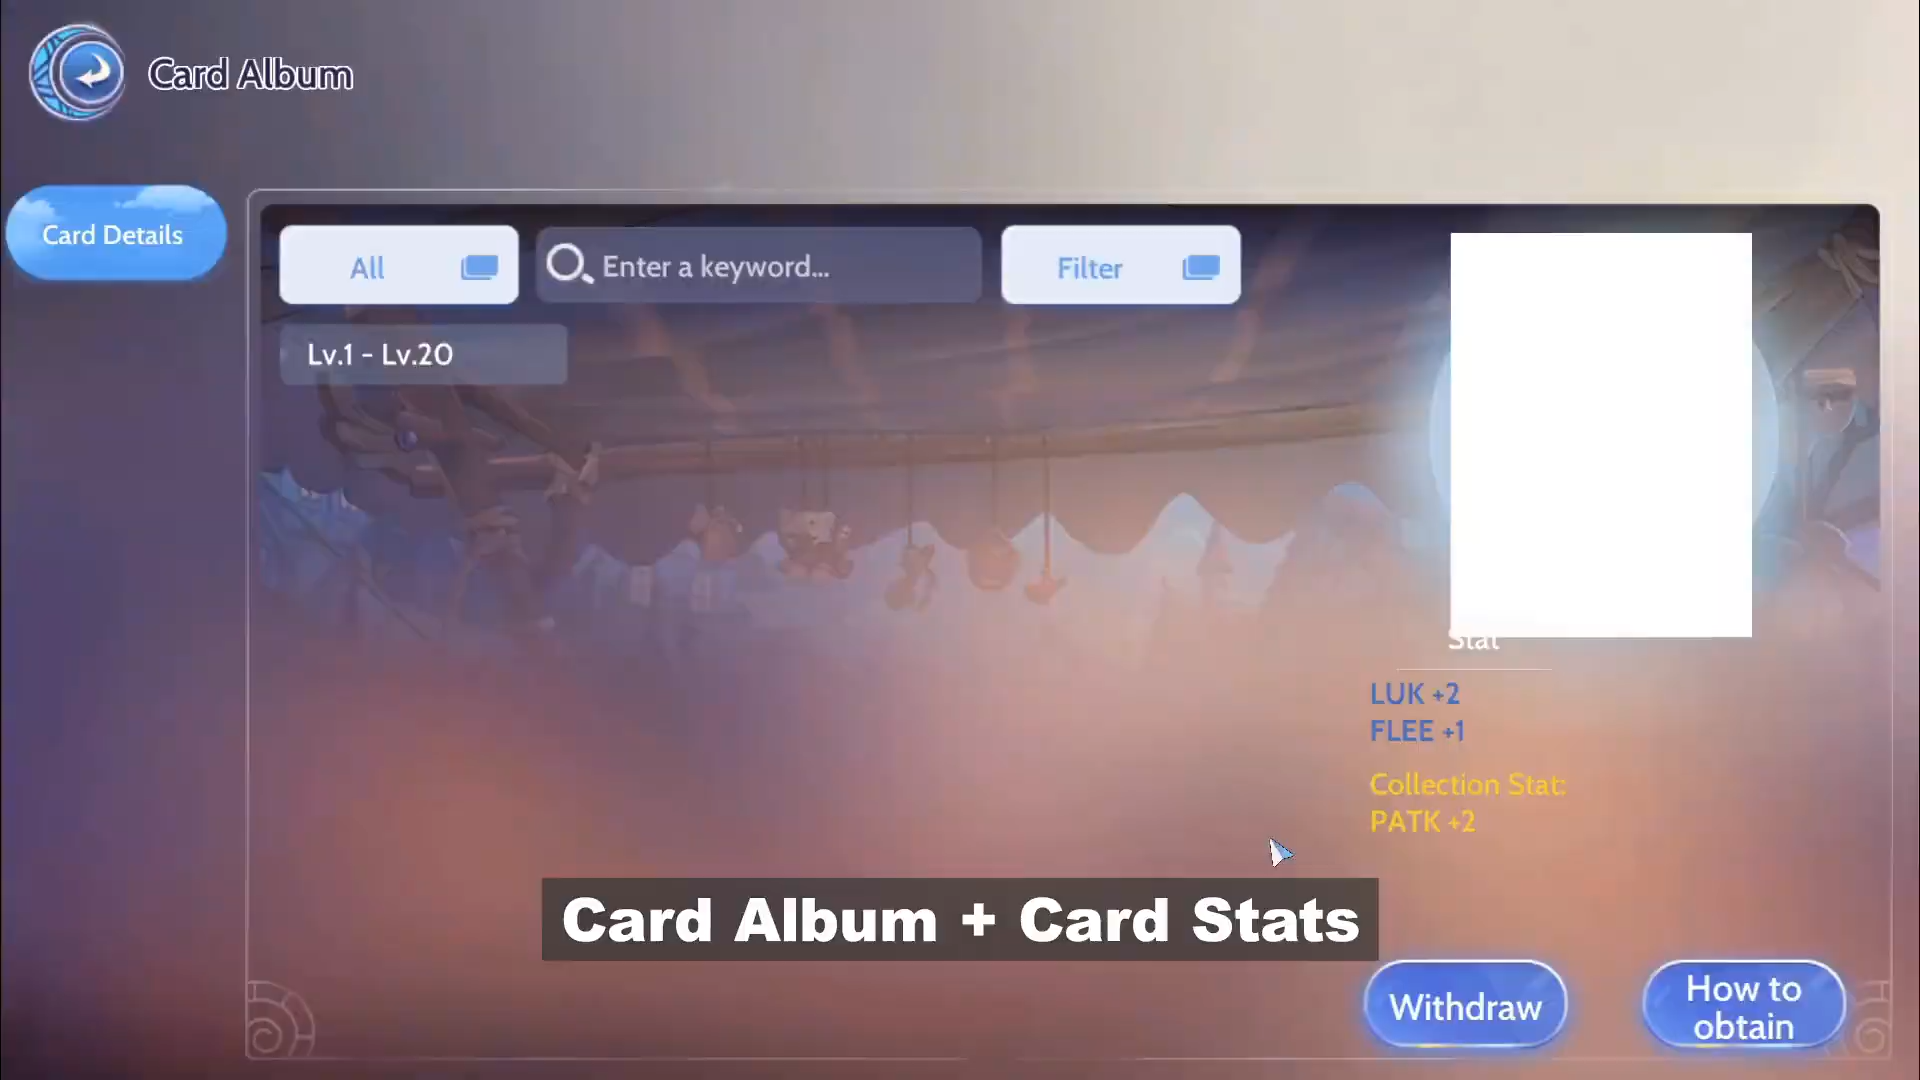 Card Album
Card Details
All
Enter a keyword...
Filter
Lv.1 - Lv.20
Stat
LUK +2
FLEE +1
Collection Stat:
PATK +2
Card Album + Card Stats
Withdraw
How to
obtain